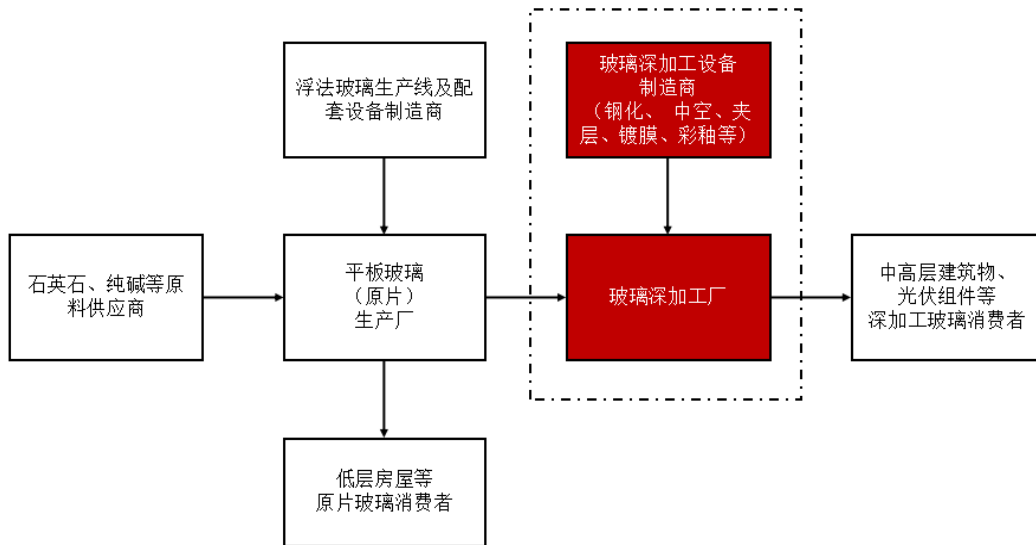 浮法玻璃生产线及配
套设备制造商
玻璃深加工设备
制造商
（钢化、 中空、夹
层、镀膜、彩釉等）
石英石、纯碱等原
料供应商
平板玻璃
（原片）
生产厂
玻璃深加工厂
中高层建筑物、
光伏组件等
深加工玻璃消费者
低层房屋等
原片玻璃消费者